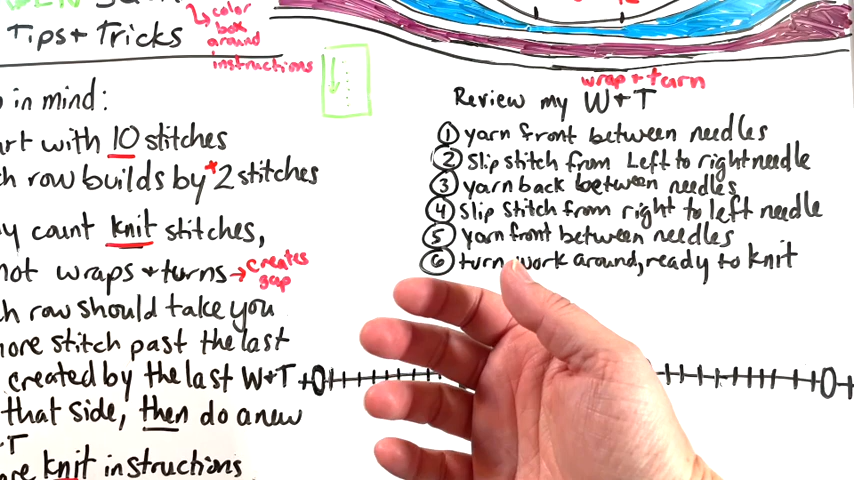 Tips + Tricks
color
box
around
instructions
in mind:
with 10 stitches
row builds by +2 stitches
count knit stitches,
not wraps + turns → creates
gap
row should take you
stitch past the last
created by the last W+T
that side, then do a new
knit instructions
wrap + turn
Review my W+T
① yarn front between needles
② Slip stitch from Left to right needle
③ yarn back between needles
④ Slip stitch from right to left needle
⑤ yarn front between needles
⑥ turn work around, ready to knit